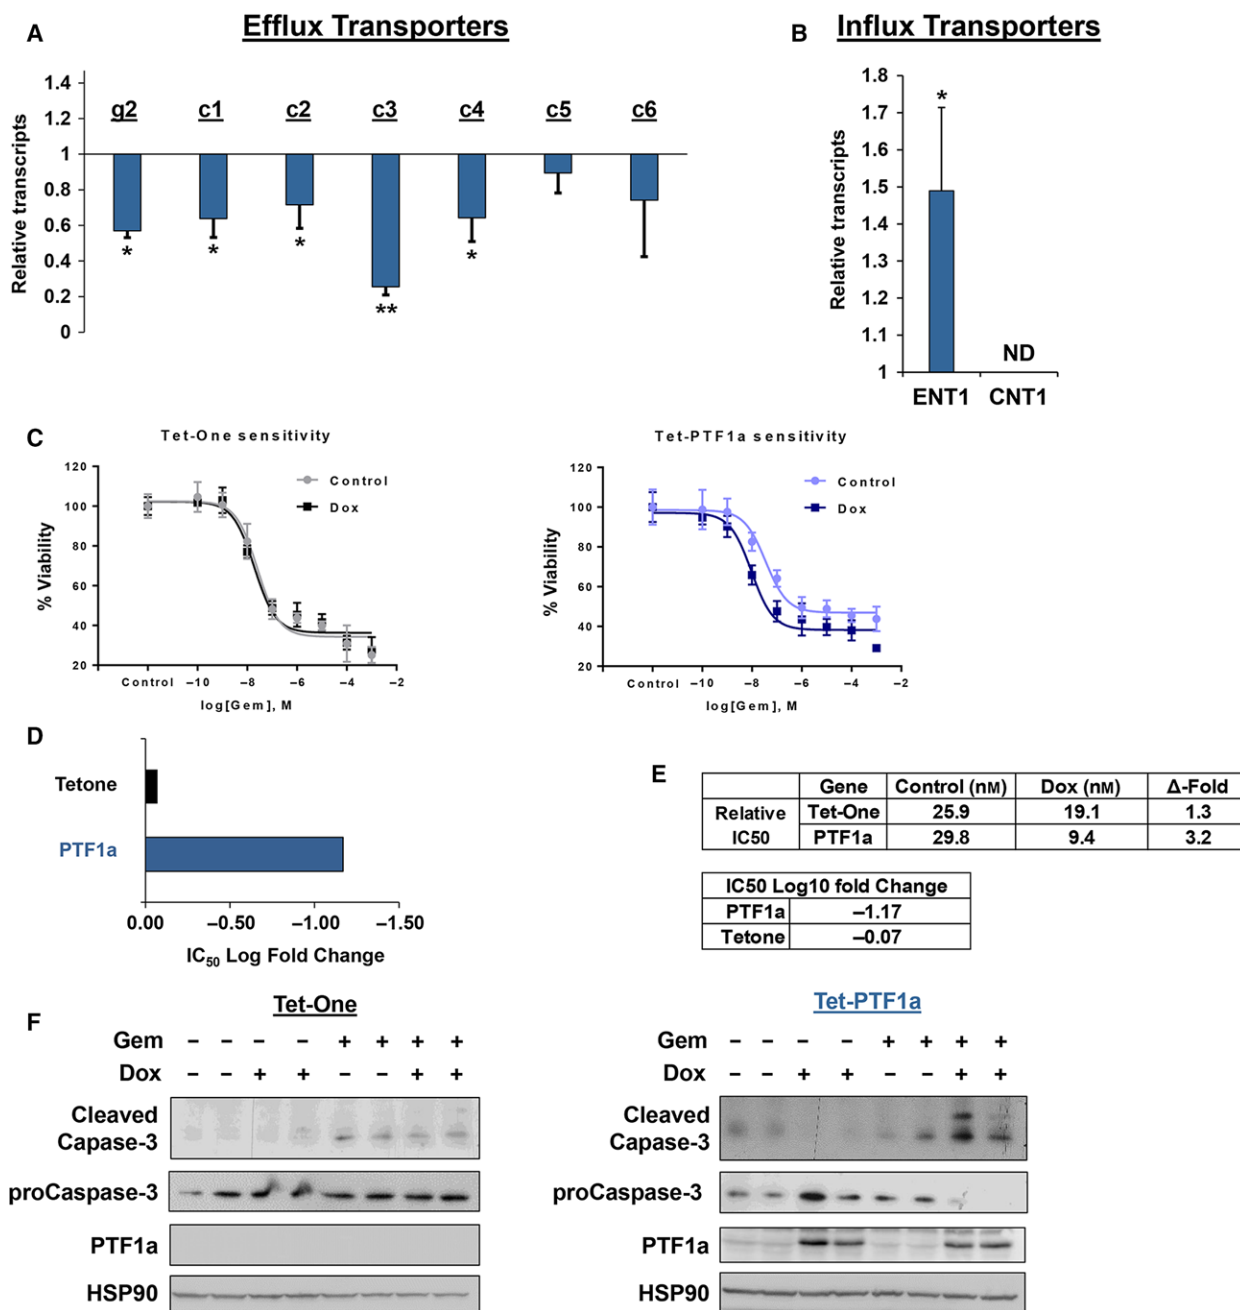 A
Efflux Transporters
Relative transcripts
1.4
1.2
1
0.8
0.6
0.4
0.2
0
g2 c1 c2 c3 c4 c5 c6
* * * ** *
B
Influx Transporters
Relative transcripts
1.8
1.7
1.6
1.5
1.4
1.3
1.2
1.1
1
*
ND
ENT1 CNT1
C
Tet-One sensitivity
Control
Dox
% Viability
120
100
80
60
40
20
Control –10 –8 –6 –4 –2
log[Gem], M
Tet-PTF1a sensitivity
Control
Dox
% Viability
120
100
80
60
40
20
Control –10 –8 –6 –4 –2
log[Gem], M
D
Tetone
PTF1a
0.00 –0.50 –1.00 –1.50
IC50 Log Fold Change
E
Gene Control (nM) Dox (nM) Δ-Fold
Relative IC50 Tet-One 25.9 19.1 1.3
PTF1a 29.8 9.4 3.2
IC50 Log10 fold Change
PTF1a –1.17
Tetone –0.07
F
Tet-One
Gem – – – – + + + +
Dox – – + + – – + +
Cleaved
Capase-3
proCaspase-3
PTF1a
HSP90
Tet-PTF1a
Gem – – – – + + + +
Dox – – + + – – + +
Cleaved
Capase-3
proCaspase-3
PTF1a
HSP90